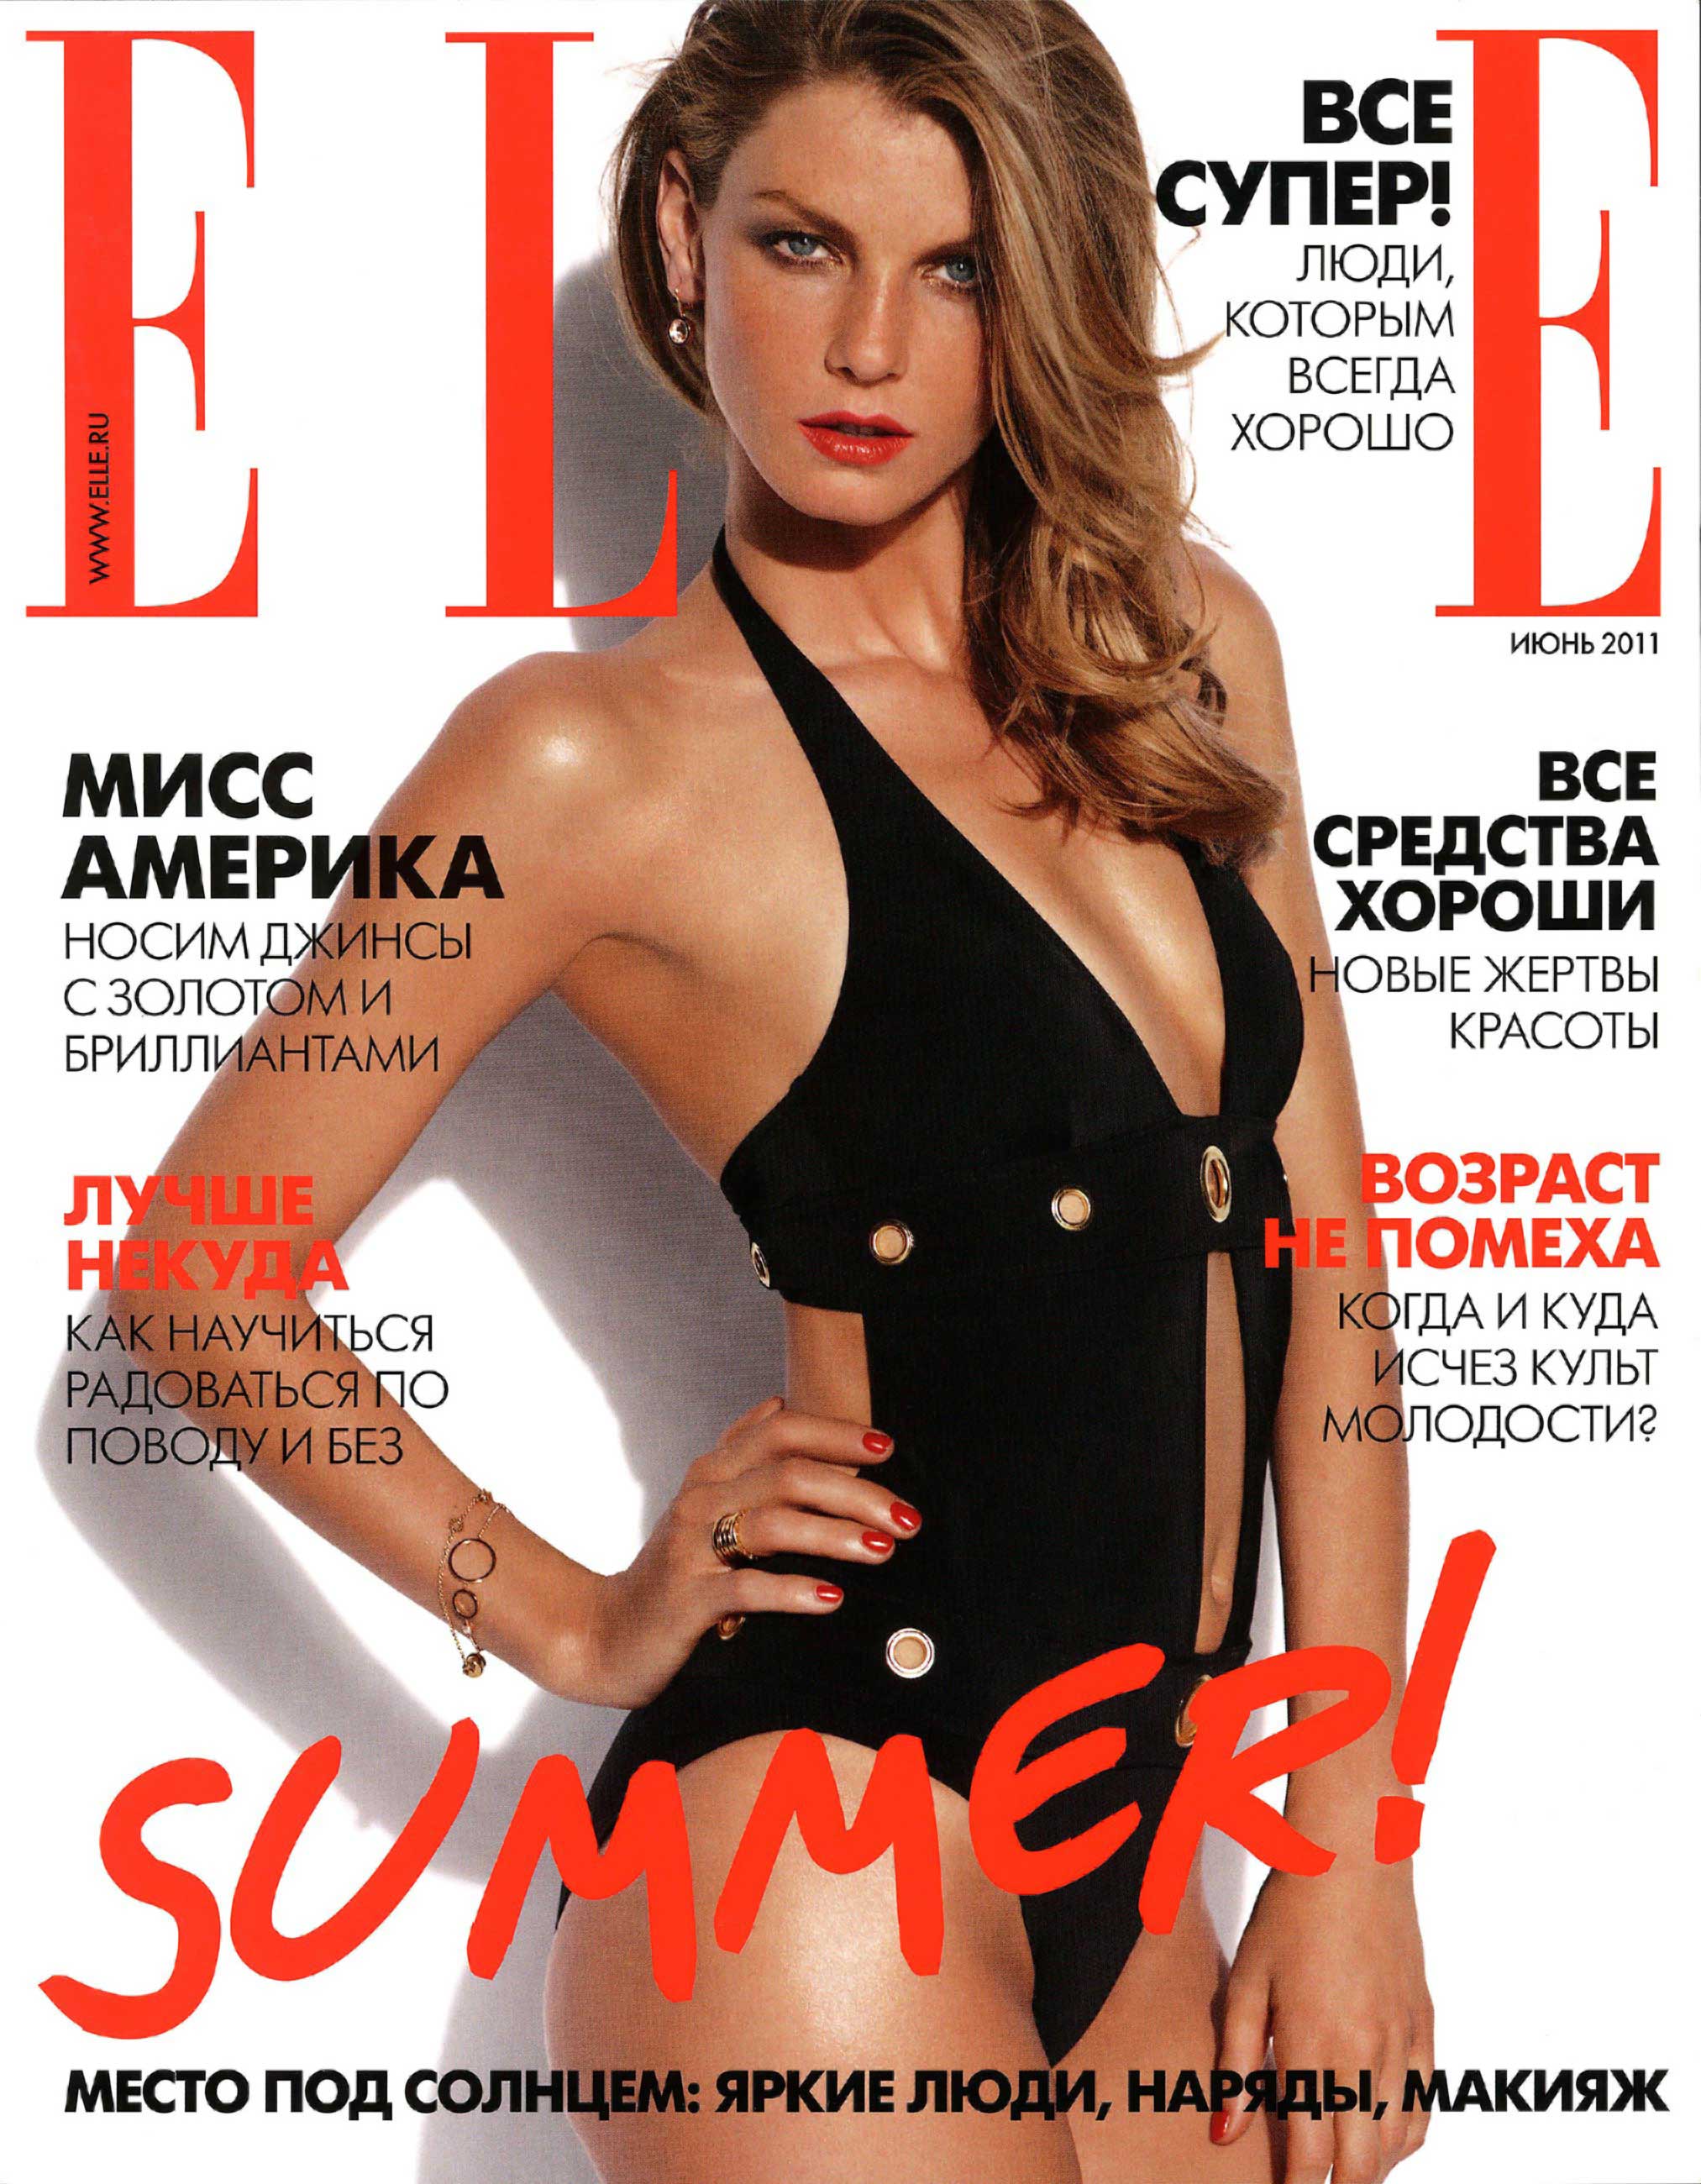 ELLE
WWW.ELLE.RU
ВСЕ
СУПЕР!
ЛЮДИ,
КОТОРЫМ
ВСЕГДА
ХОРОШО
ИЮНЬ 2011
МИСС
АМЕРИКА
НОСИМ ДЖИНСЫ
С ЗОЛОТОМ И
БРИЛЛИАНТАМИ
ЛУЧШЕ
НЕКУДА
КАК НАУЧИТЬСЯ
РАДОВАТЬСЯ ПО
ПОВОДУ И БЕЗ
ВСЕ
СРЕДСТВА
ХОРОШИ
НОВЫЕ ЖЕРТВЫ
КРАСОТЫ
ВОЗРАСТ
НЕ ПОМЕХА
КОГДА И КУДА
ИСЧЕЗ КУЛЬТ
МОЛОДОСТИ?
SUMMER!
МЕСТО ПОД СОЛНЦЕМ: ЯРКИЕ ЛЮДИ, НАРЯДЫ, МАКИЯЖ